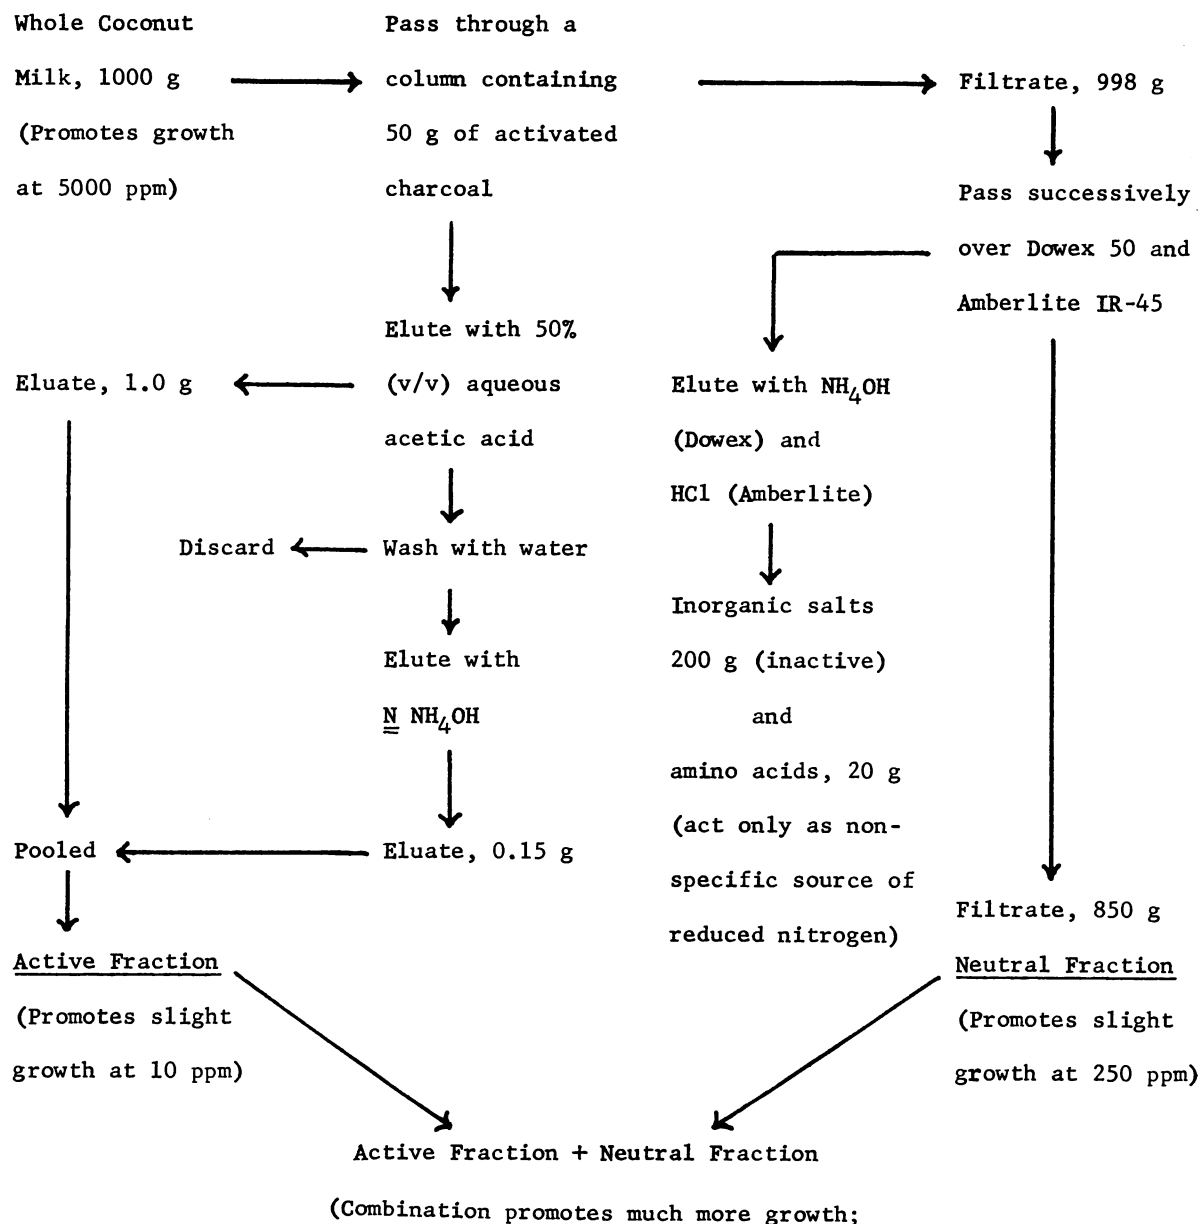 Whole Coconut
Milk, 1000 g
(Promotes growth
at 5000 ppm)
Pass through a
column containing
50 g of activated
charcoal
Filtrate, 998 g
Pass successively
over Dowex 50 and
Amberlite IR-45
Elute with 50%
(v/v) aqueous
acetic acid
Eluate, 1.0 g
Elute with NH4OH
(Dowex) and
HCl (Amberlite)
Discard
Wash with water
Inorganic salts
200 g (inactive)
and
amino acids, 20 g
(act only as non-
specific source of
reduced nitrogen)
Elute with
N NH4OH
Pooled
Eluate, 0.15 g
Filtrate, 850 g
Active Fraction
(Promotes slight
growth at 10 ppm)
Neutral Fraction
(Promotes slight
growth at 250 ppm)
Active Fraction + Neutral Fraction
(Combination promotes much more growth;